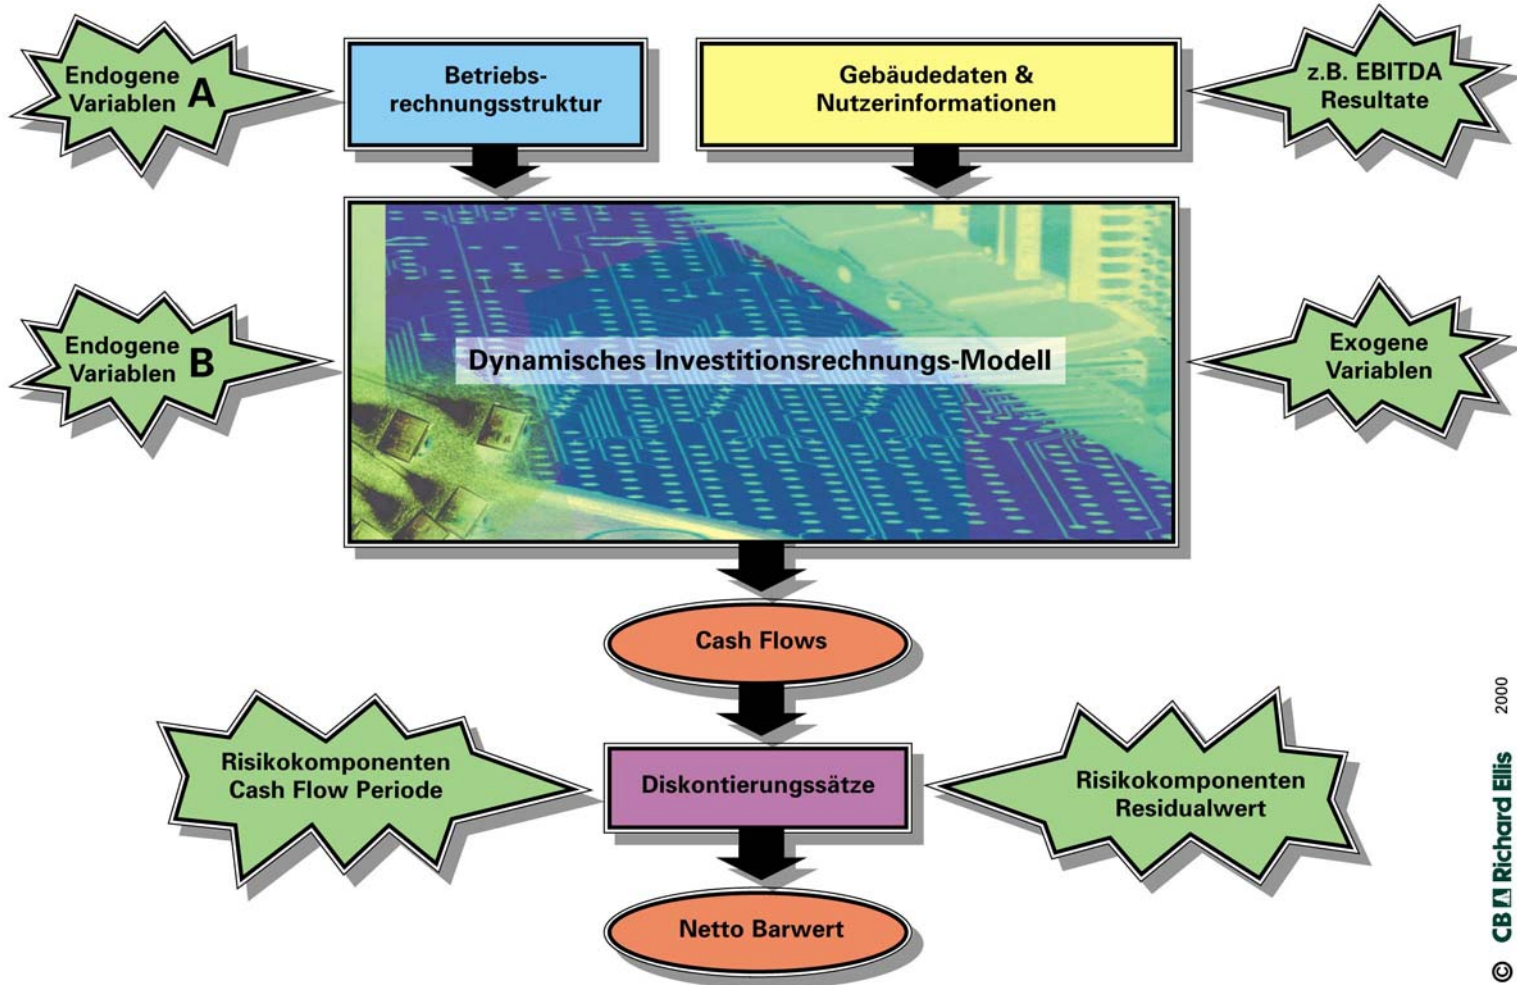 Endogene
Variablen A
Betriebs-
rechnungsstruktur
Gebäudedaten &
Nutzerinformationen
z.B. EBITDA
Resultate
Endogene
Variablen B
Dynamisches Investitionsrechnungs-Modell
Exogene
Variablen
Cash Flows
Risikokomponenten
Cash Flow Periode
Diskontierungssätze
Risikokomponenten
Residualwert
Netto Barwert
© CB Richard Ellis 2000